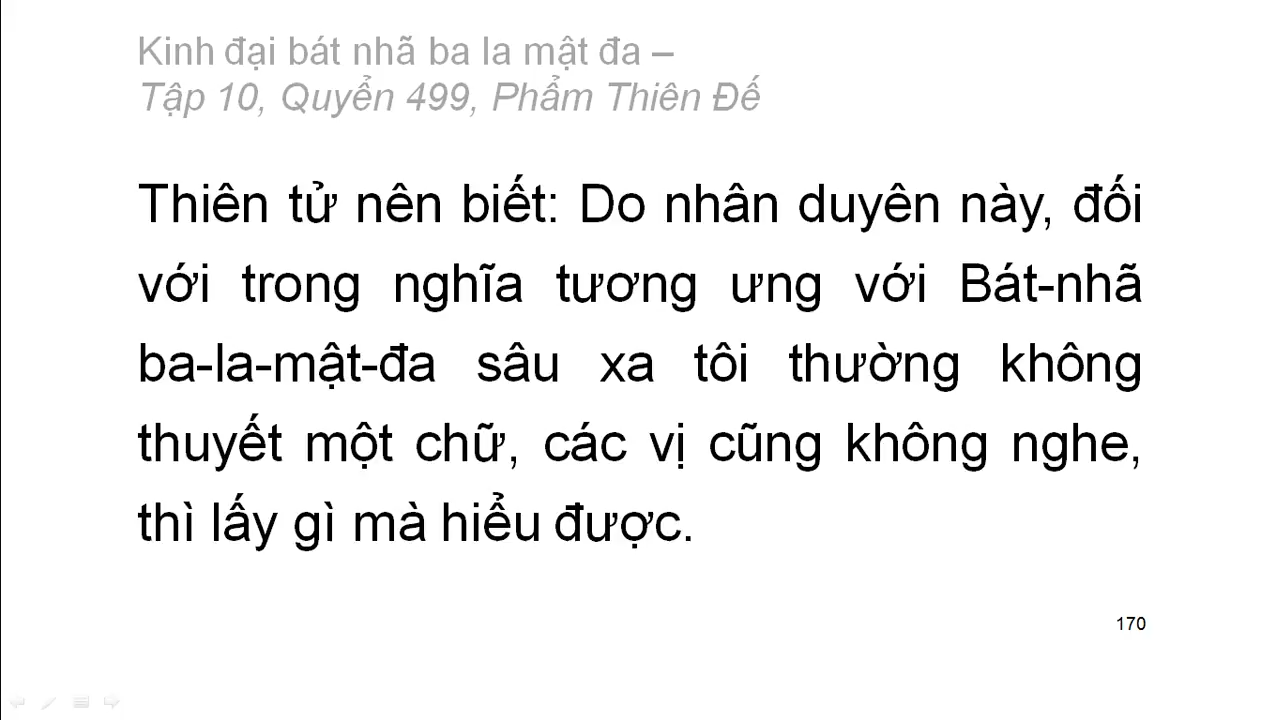 Kinh đại bát nhã ba la mật đa –
Tập 10, Quyển 499, Phẩm Thiên Đế
Thiên tử nên biết: Do nhân duyên này, đối
với trong nghĩa tương ưng với Bát-nhã
ba-la-mật-đa sâu xa tôi thường không
thuyết một chữ, các vị cũng không nghe,
thì lấy gì mà hiểu được.
170